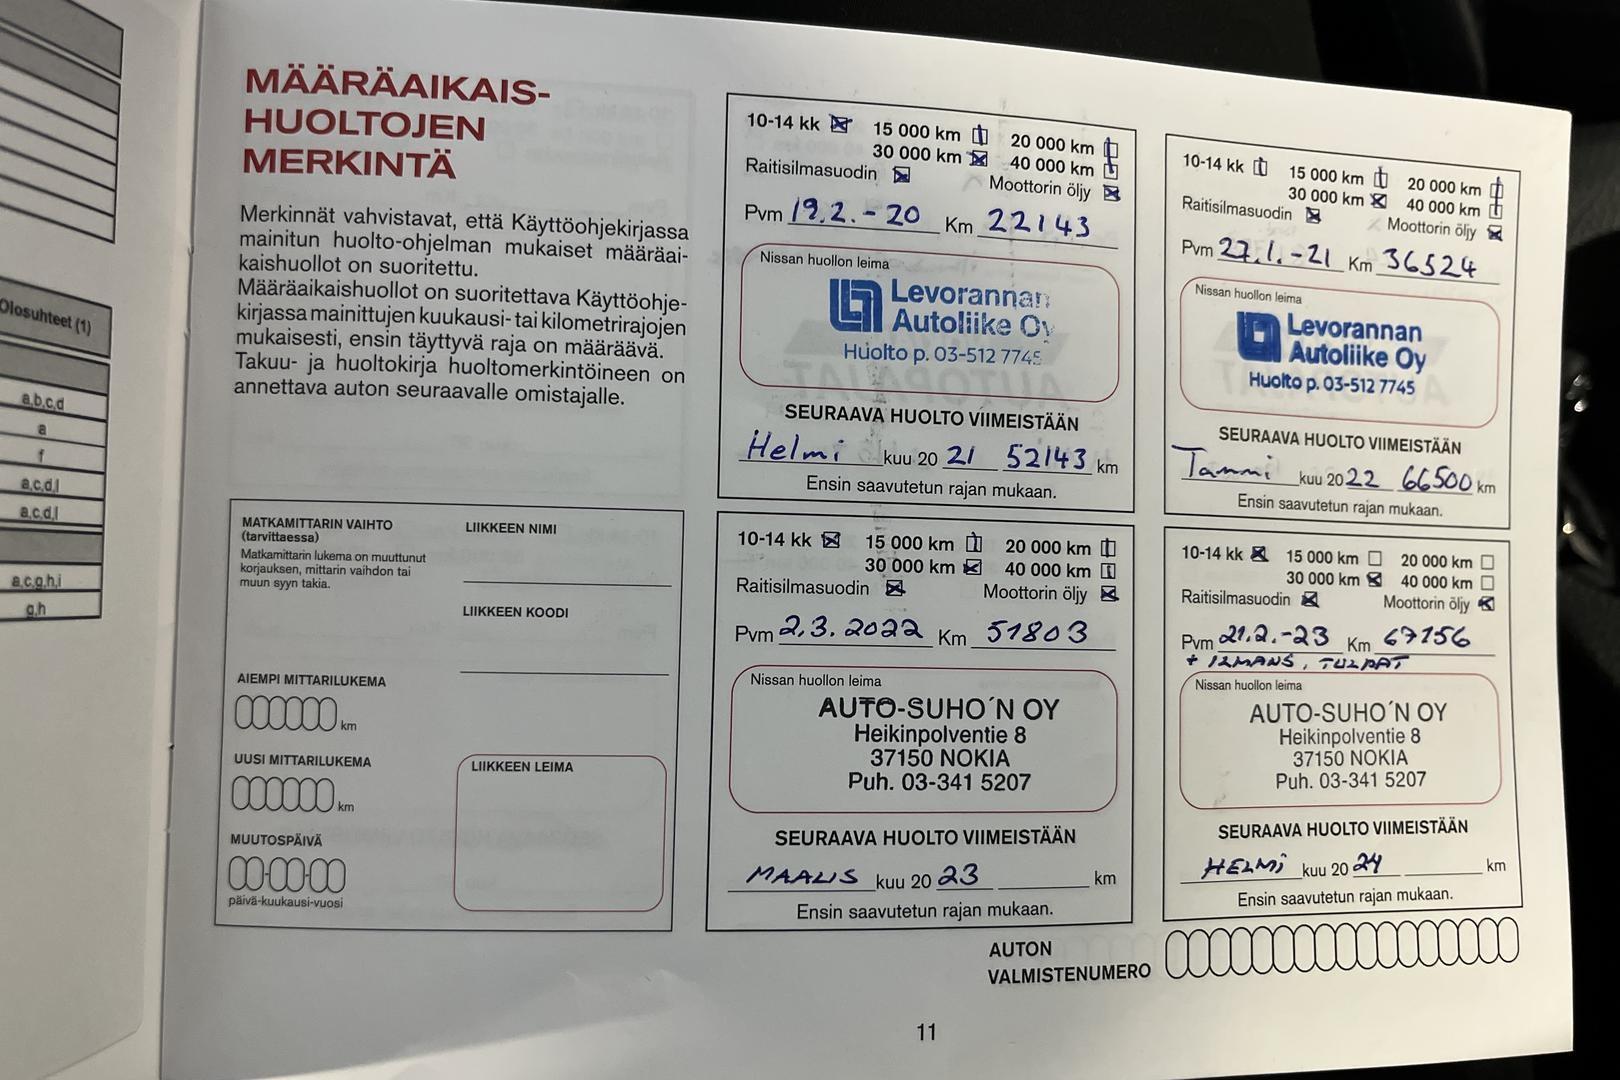 Olosuhteet (1)
a,b,c,d
a
f
a,c,d,l
a,c,d,l
a,c,g,h,i
g,h
MÄÄRÄAIKAIS-
HUOLTOJEN
MERKINTÄ
Merkinnät vahvistavat, että Käyttöohjekirjassa
mainitun huolto-ohjelman mukaiset määräai-
kaishuollot on suoritettu.
Määräaikaishuollot on suoritettava Käyttöohje-
kirjassa mainittujen kuukausi- tai kilometrirajojen
mukaisesti, ensin täyttyvä raja on määräävä.
Takuu- ja huoltokirja huoltomerkintöineen on
annettava auton seuraavalle omistajalle.
MATKAMITTARIN VAIHTO
(tarvittaessa)
Matkamittarin lukema on muuttunut
korjauksen, mittarin vaihdon tai
muun syyn takia.
LIIKKEEN NIMI
LIIKKEEN KOODI
AIEMPI MITTARILUKEMA
km
UUSI MITTARILUKEMA
km
MUUTOSPÄIVÄ
päivä-kuukausi-vuosi
LIIKKEEN LEIMA
10-14 kk 15 000 km 20 000 km
30 000 km 40 000 km
Raitisilmasuodin Moottorin öljy
Pvm 19.2.-20 Km 22143
Nissan huollon leima
Levorannan
Autoliike Oy
Huolto p. 03-512 7745
SEURAAVA HUOLTO VIIMEISTÄÄN
Helmi kuu 20 21 52143 km
Ensin saavutetun rajan mukaan.
10-14 kk 15 000 km 20 000 km
30 000 km 40 000 km
Raitisilmasuodin Moottorin öljy
Pvm 27.1.-21 Km 36524
Nissan huollon leima
Levorannan
Autoliike Oy
Huolto p. 03-512 7745
SEURAAVA HUOLTO VIIMEISTÄÄN
Tammi kuu 20 22 66500 km
Ensin saavutetun rajan mukaan.
10-14 kk 15 000 km 20 000 km
30 000 km 40 000 km
Raitisilmasuodin Moottorin öljy
Pvm 2.3.2022 Km 51803
Nissan huollon leima
AUTO-SUHO´N OY
Heikinpolventie 8
37150 NOKIA
Puh. 03-341 5207
SEURAAVA HUOLTO VIIMEISTÄÄN
MAALIS kuu 20 23 km
Ensin saavutetun rajan mukaan.
10-14 kk 15 000 km 20 000 km
30 000 km 40 000 km
Raitisilmasuodin Moottorin öljy
Pvm 21.2.-23 Km 67156
+ ILMANS, TULPAT
Nissan huollon leima
AUTO-SUHO´N OY
Heikinpolventie 8
37150 NOKIA
Puh. 03-341 5207
SEURAAVA HUOLTO VIIMEISTÄÄN
HELMI kuu 20 24 km
Ensin saavutetun rajan mukaan.
AUTON
VALMISTENUMERO
11